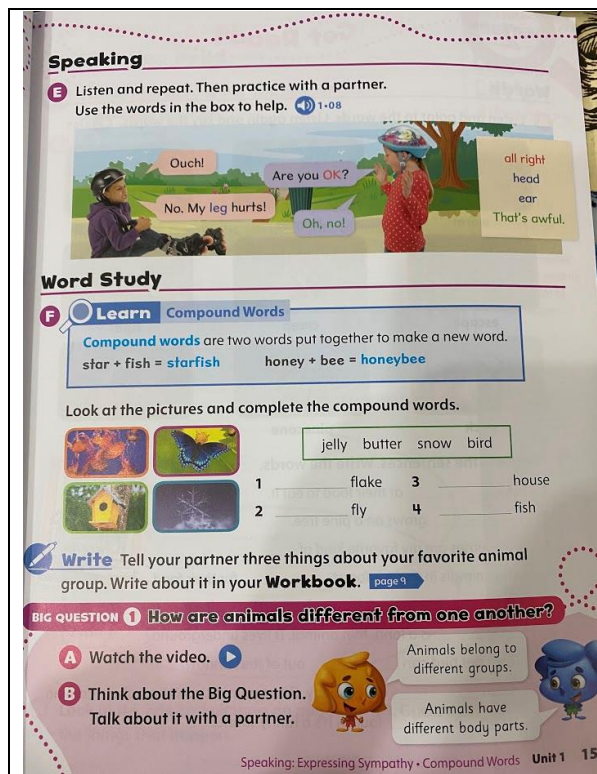 Speaking
E Listen and repeat. Then practice with a partner.
Use the words in the box to help. 1•08
Ouch!
Are you OK?
No. My leg hurts!
Oh, no!
all right
head
ear
That's awful.
Word Study
F Learn Compound Words
Compound words are two words put together to make a new word.
star + fish = starfish honey + bee = honeybee
Look at the pictures and complete the compound words.
jelly butter snow bird
1 ________ flake 3 ________ house
2 ________ fly 4 ________ fish
Write Tell your partner three things about your favorite animal
group. Write about it in your Workbook. page 9
BIG QUESTION 1 How are animals different from one another?
A Watch the video.
Animals belong to
different groups.
B Think about the Big Question.
Talk about it with a partner.
Animals have
different body parts.
Speaking: Expressing Sympathy • Compound Words Unit 1 15